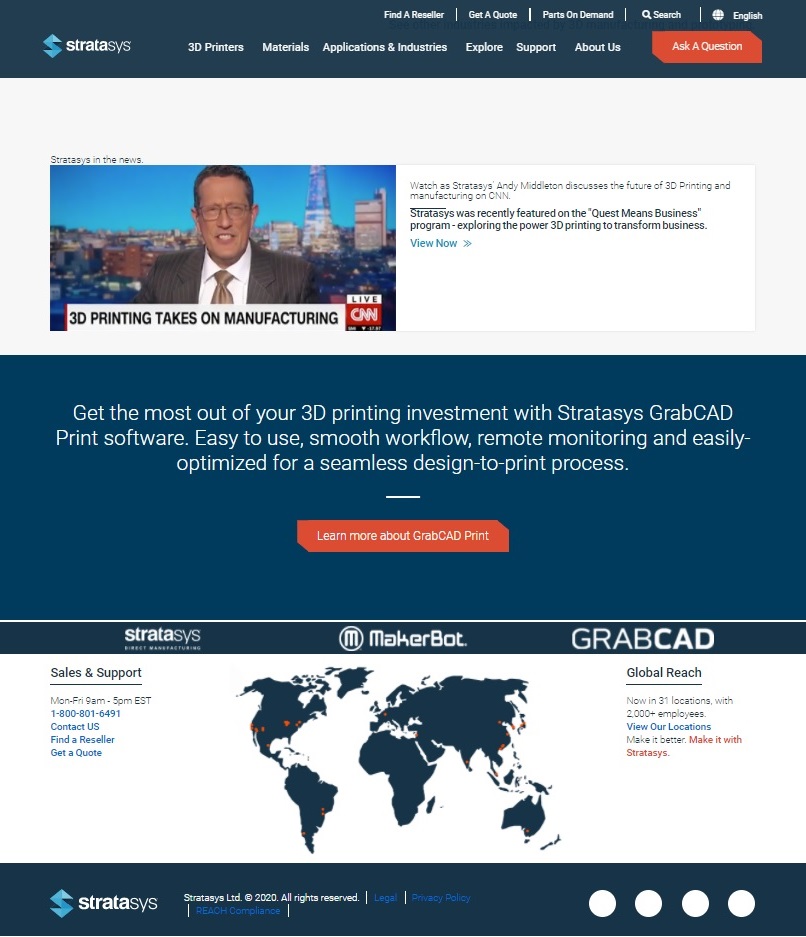 Find A Reseller
Get A Quote
Parts On Demand
Search
English
stratasys
3D Printers
Materials
Applications & Industries
Explore
Support
About Us
Ask A Question
Stratasys in the news.
3D PRINTING TAKES ON MANUFACTURING
LIVE
CNN
Watch as Stratasys' Andy Middleton discusses the future of 3D Printing and
manufacturing on CNN.
Stratasys was recently featured on the "Quest Means Business"
program - exploring the power 3D printing to transform business.
View Now
Get the most out of your 3D printing investment with Stratasys GrabCAD
Print software. Easy to use, smooth workflow, remote monitoring and easily-
optimized for a seamless design-to-print process.
Learn more about GrabCAD Print
stratasys
DIRECT MANUFACTURING
MakerBot.
GRABCAD
Sales & Support
Mon-Fri 9am - 5pm EST
1-800-801-6491
Contact US
Find a Reseller
Get a Quote
Global Reach
Now in 31 locations, with
2,000+ employees.
View Our Locations
Make it better. Make it with
Stratasys.
stratasys
Stratasys Ltd. © 2020. All rights reserved. Legal Privacy Policy
REACH Compliance